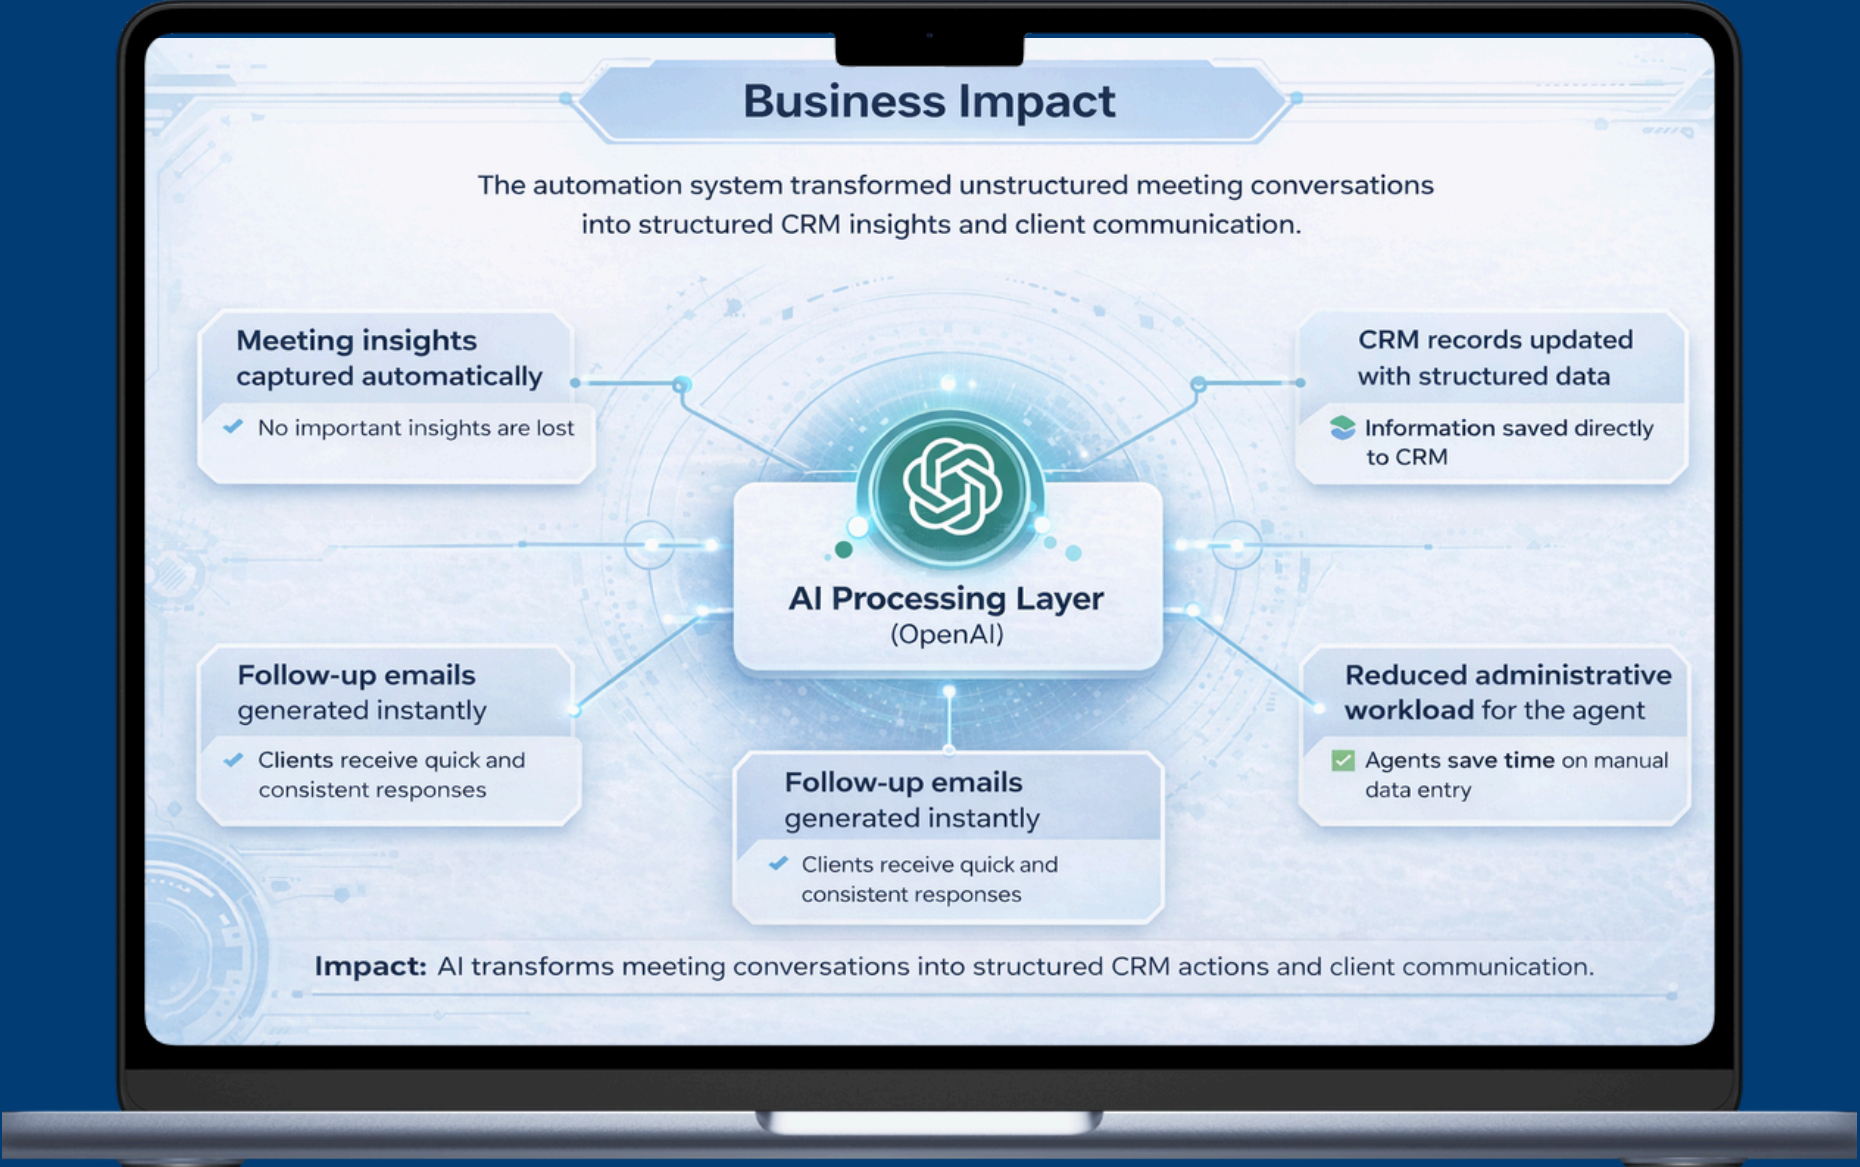 Business Impact
The automation system transformed unstructured meeting conversations
into structured CRM insights and client communication.
Meeting insights
captured automatically
No important insights are lost
CRM records updated
with structured data
Information saved directly
to CRM
AI Processing Layer
(OpenAI)
Follow-up emails
generated instantly
Clients receive quick and
consistent responses
Follow-up emails
generated instantly
Clients receive quick and
consistent responses
Reduced administrative
workload for the agent
Agents save time on manual
data entry
Impact: AI transforms meeting conversations into structured CRM actions and client communication.